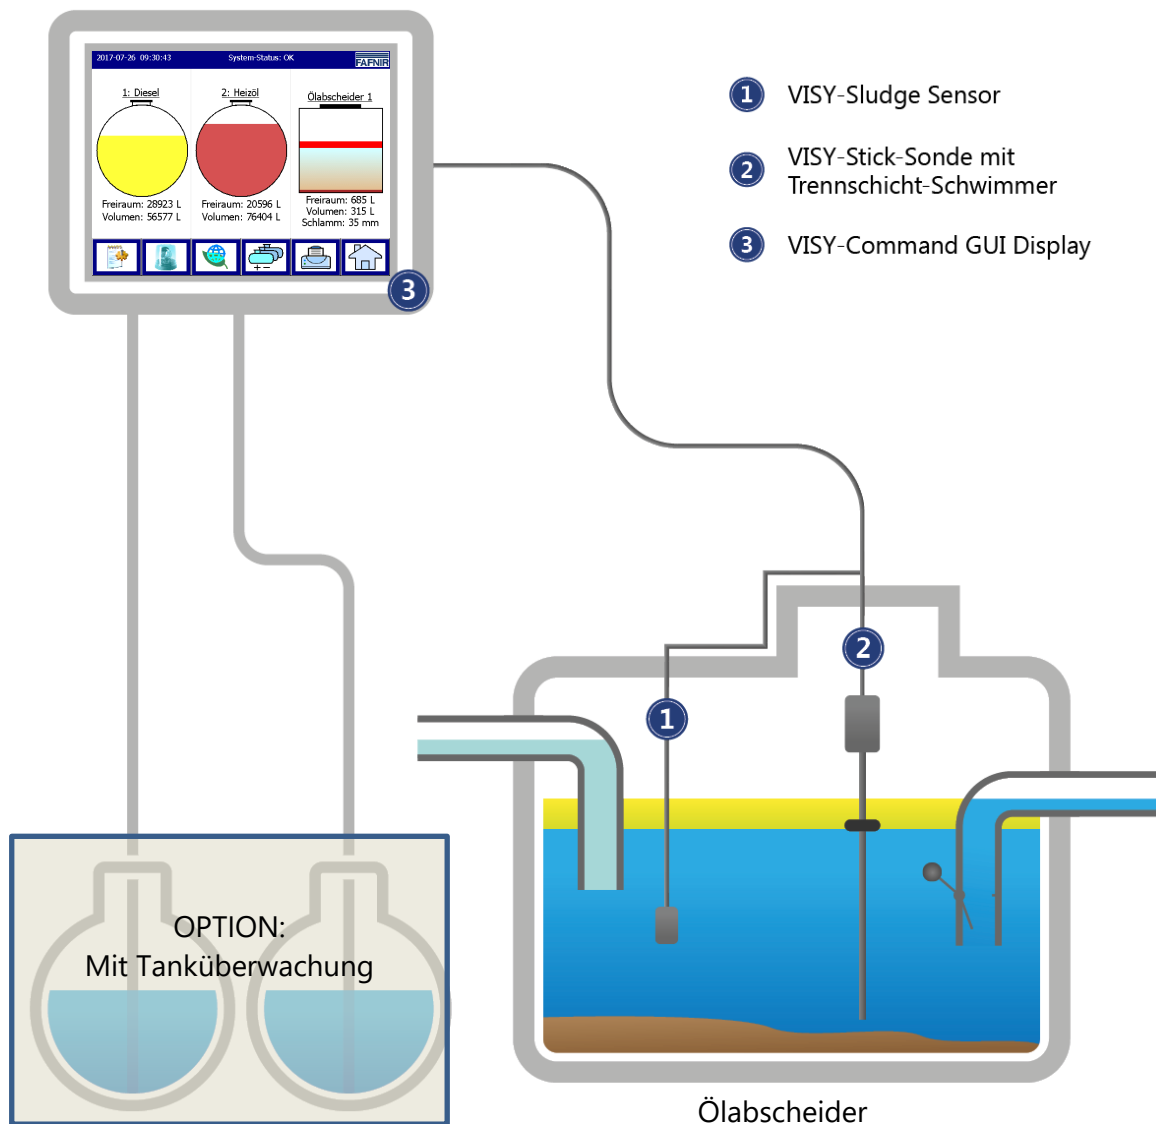 2017-07-26 09:30:43 System-Status: OK FAFNIR
1: Diesel
2: Heizöl
Ölabscheider 1
Freiraum: 28923 L
Volumen: 56577 L
Freiraum: 20596 L
Volumen: 76404 L
Freiraum: 685 L
Volumen: 315 L
Schlamm: 35 mm
3
1 VISY-Sludge Sensor
2 VISY-Stick-Sonde mit
Trennschicht-Schwimmer
3 VISY-Command GUI Display
2
1
OPTION:
Mit Tanküberwachung
Ölabscheider